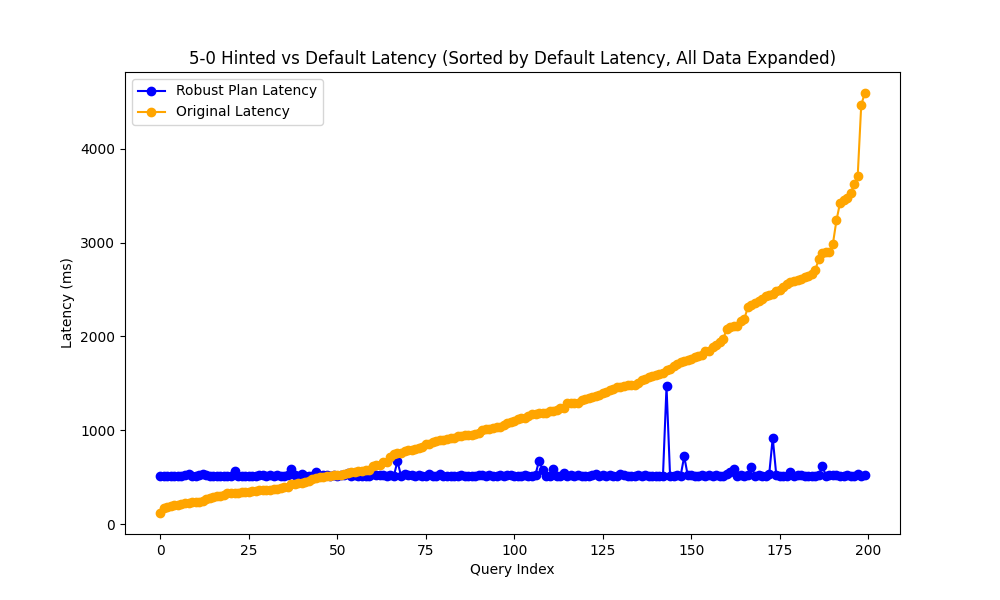 5-0 Hinted vs Default Latency (Sorted by Default Latency, All Data Expanded)
Robust Plan Latency
Original Latency
Latency (ms)
4000
3000
2000
1000
0
0 25 50 75 100 125 150 175 200
Query Index